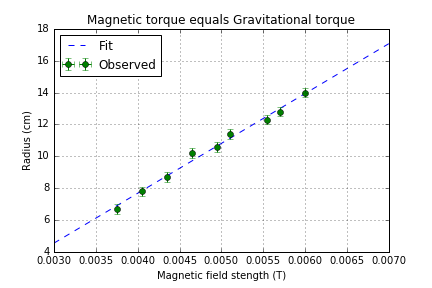 Magnetic torque equals Gravitational torque
18
16
14
12
10
8
6
4
Radius (cm)
Fit
Observed
0.0030 0.0035 0.0040 0.0045 0.0050 0.0055 0.0060 0.0065 0.0070
Magnetic field stength (T)